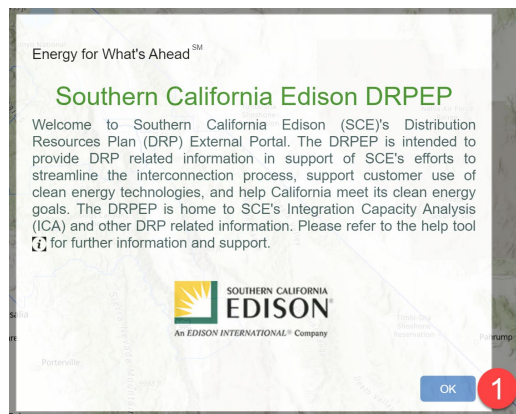 Energy for What's Ahead℠
Southern California Edison DRPEP
Welcome to Southern California Edison (SCE)'s Distribution
Resources Plan (DRP) External Portal. The DRPEP is intended to
provide DRP related information in support of SCE's efforts to
streamline the interconnection process, support customer use of
clean energy technologies, and help California meet its clean energy
goals. The DRPEP is home to SCE's Integration Capacity Analysis
(ICA) and other DRP related information. Please refer to the help tool
i for further information and support.
SOUTHERN CALIFORNIA
EDISON®
An EDISON INTERNATIONAL® Company
Shoshone
Reservation
Porterville
OK
1